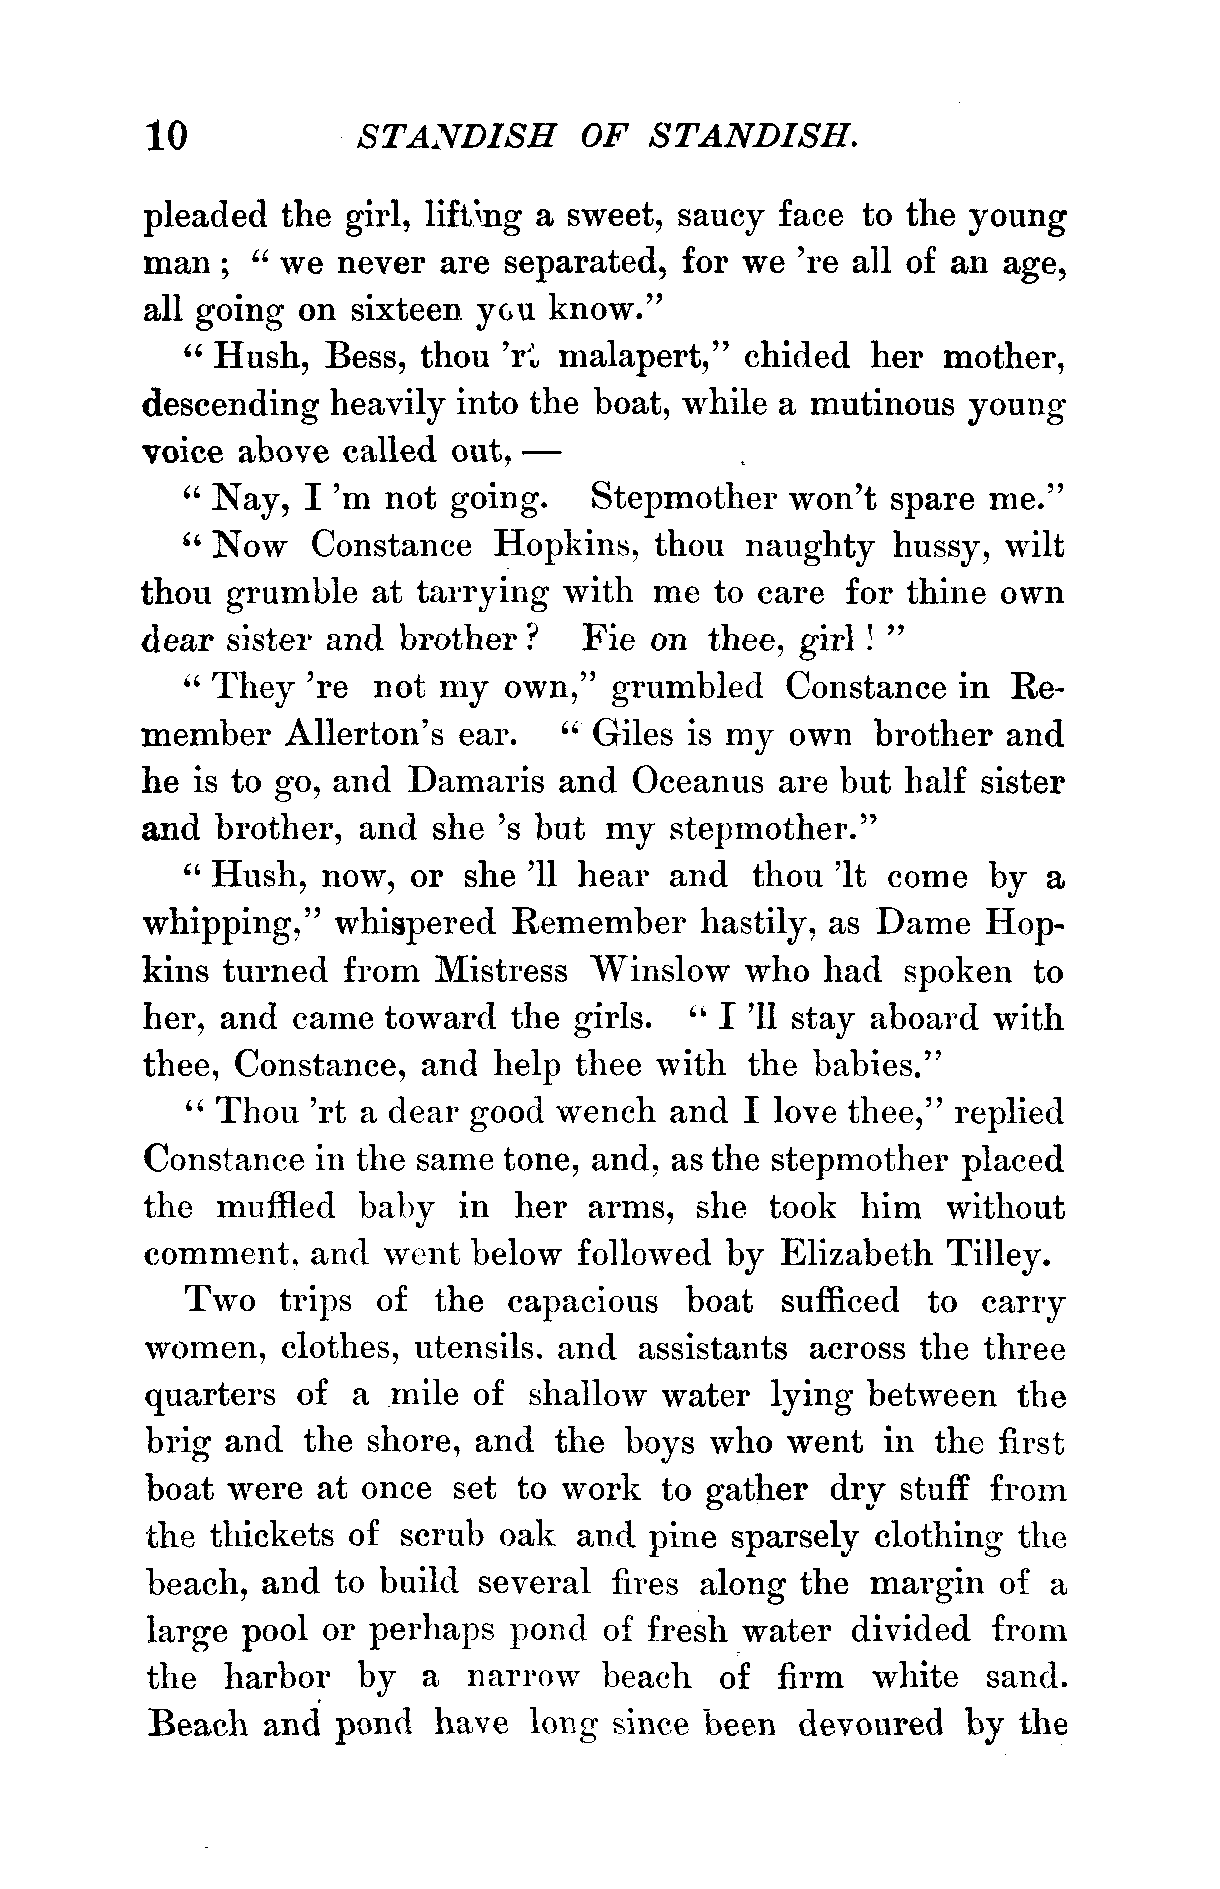 10 STANDISH OF STANDISH.
pleaded the girl, lifting a sweet, saucy face to the young
man ; " we never are separated, for we 're all of an age,
all going on sixteen you know."
" Hush, Bess, thou 'rt malapert," chided her mother,
descending heavily into the boat, while a mutinous young
voice above called out, —
" Nay, I 'm not going. Stepmother won't spare me."
" Now Constance Hopkins, thou naughty hussy, wilt
thou grumble at tarrying with me to care for thine own
dear sister and brother ? Fie on thee, girl ! "
" They 're not my own," grumbled Constance in Re-
member Allerton's ear. " Giles is my own brother and
he is to go, and Damaris and Oceanus are but half sister
and brother, and she 's but my stepmother."
" Hush, now, or she 'll hear and thou 'lt come by a
whipping," whispered Remember hastily, as Dame Hop-
kins turned from Mistress Winslow who had spoken to
her, and came toward the girls. " I 'll stay aboard with
thee, Constance, and help thee with the babies."
" Thou 'rt a dear good wench and I love thee," replied
Constance in the same tone, and, as the stepmother placed
the muffled baby in her arms, she took him without
comment, and went below followed by Elizabeth Tilley.
Two trips of the capacious boat sufficed to carry
women, clothes, utensils. and assistants across the three
quarters of a mile of shallow water lying between the
brig and the shore, and the boys who went in the first
boat were at once set to work to gather dry stuff from
the thickets of scrub oak and pine sparsely clothing the
beach, and to build several fires along the margin of a
large pool or perhaps pond of fresh water divided from
the harbor by a narrow beach of firm white sand.
Beach and pond have long since been devoured by the